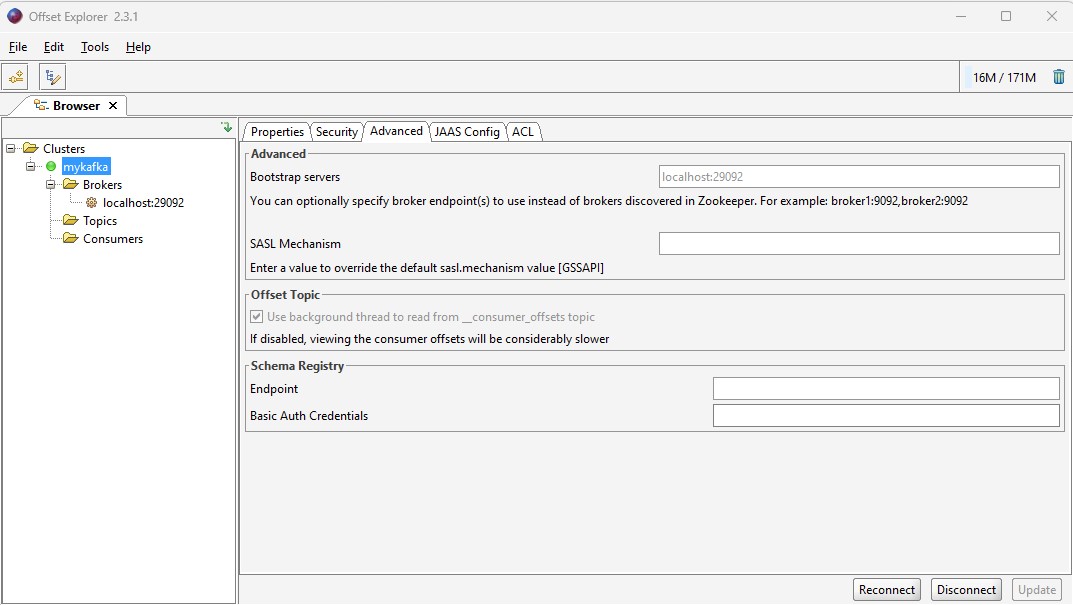 Offset Explorer 2.3.1
File Edit Tools Help
16M / 171M
Browser
Properties Security Advanced JAAS Config ACL
Clusters
mykafka
Brokers
localhost:29092
Topics
Consumers
Advanced
Bootstrap servers localhost:29092
You can optionally specify broker endpoint(s) to use instead of brokers discovered in Zookeeper. For example: broker1:9092,broker2:9092
SASL Mechanism
Enter a value to override the default sasl.mechanism value [GSSAPI]
Offset Topic
Use background thread to read from __consumer_offsets topic
If disabled, viewing the consumer offsets will be considerably slower
Schema Registry
Endpoint
Basic Auth Credentials
Reconnect Disconnect Update